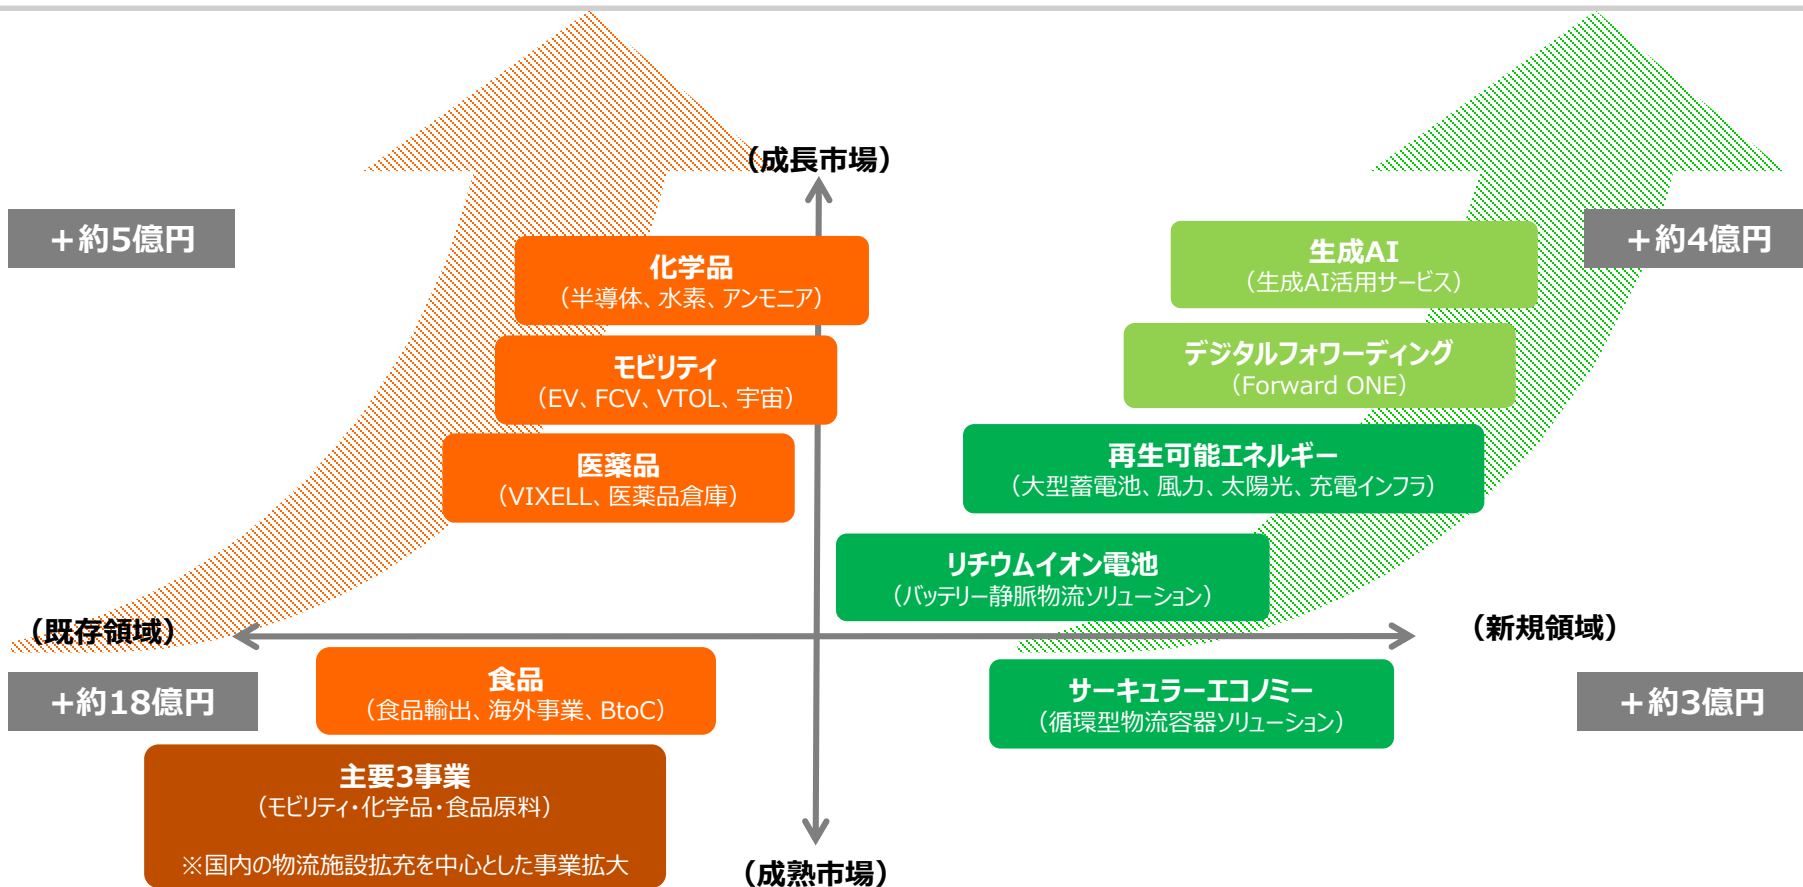 （成長市場）
＋約5億円
＋約4億円
化学品
（半導体、水素、アンモニア）
生成AI
（生成AI活用サービス）
モビリティ
（EV、FCV、VTOL、宇宙）
デジタルフォワーディング
（Forward ONE）
医薬品
（VIXELL、医薬品倉庫）
再生可能エネルギー
（大型蓄電池、風力、太陽光、充電インフラ）
リチウムイオン電池
（バッテリー静脈物流ソリューション）
（既存領域）
（新規領域）
＋約18億円
＋約3億円
食品
（食品輸出、海外事業、BtoC）
サーキュラーエコノミー
（循環型物流容器ソリューション）
主要3事業
（モビリティ・化学品・食品原料）
※国内の物流施設拡充を中心とした事業拡大
（成熟市場）